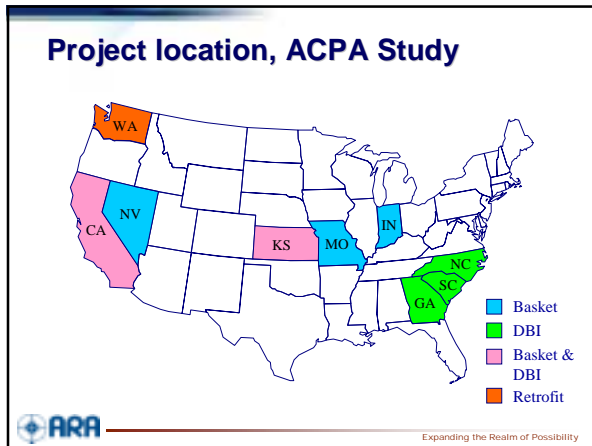 Project location, ACPA Study
WA
NV
CA
KS
MO
IN
NC
SC
GA
Basket
DBI
Basket &
DBI
Retrofit
ARA
Expanding the Realm of Possibility